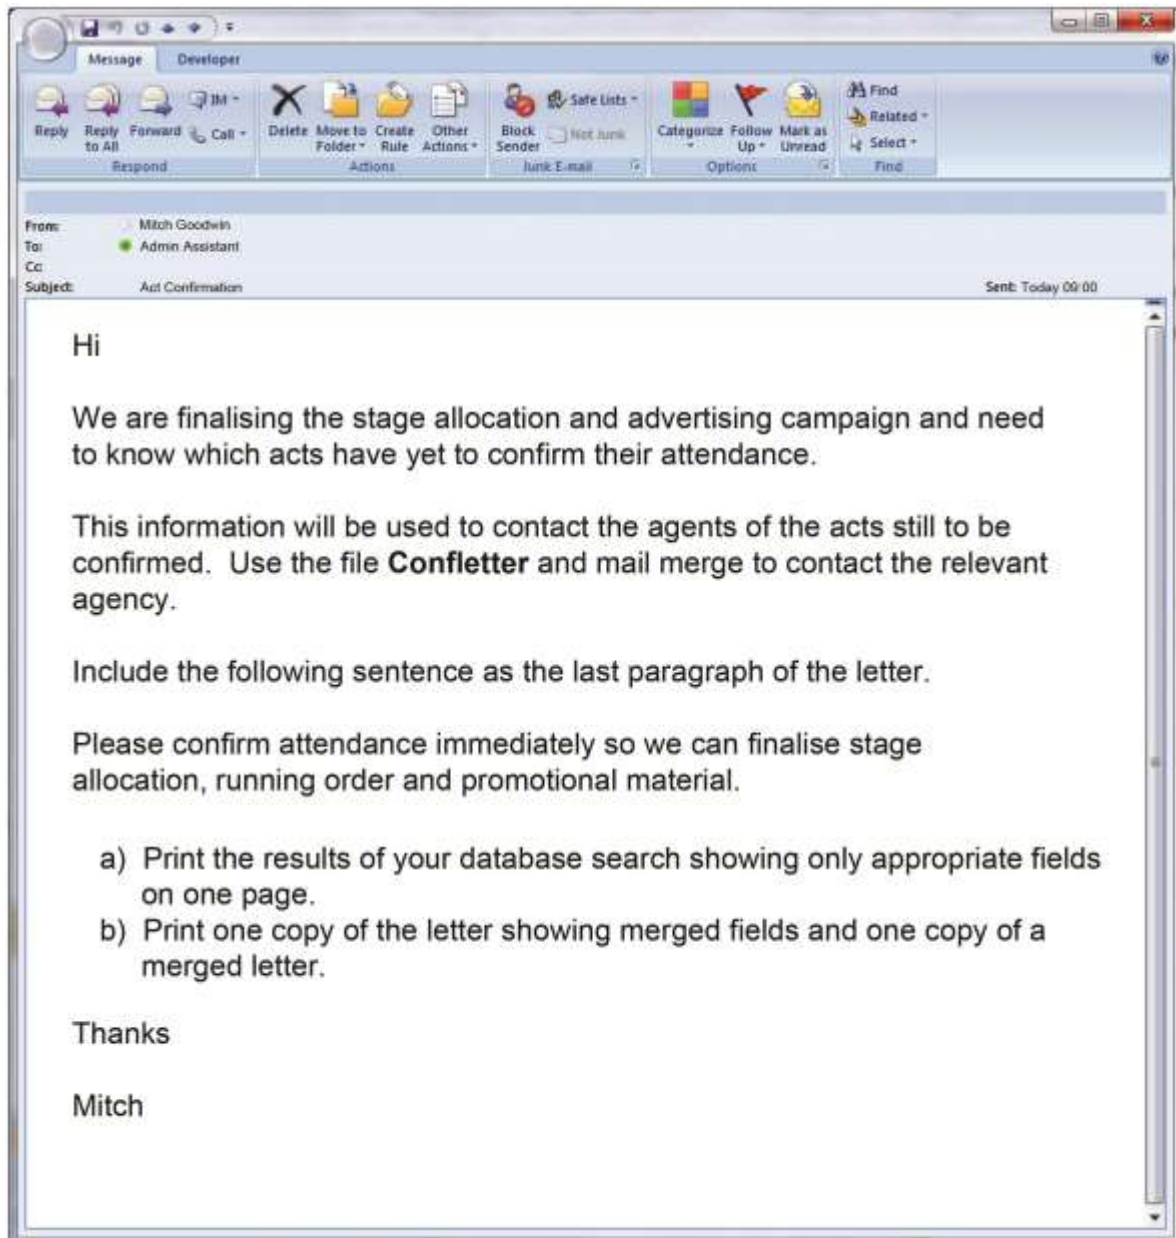 Message Developer
Reply Reply to All Forward IM Call
Delete Move to Folder Create Rule Other Actions
Block Sender Safe Lists Not Junk
Categorize Follow Up Mark as Unread
Find Related Select
Respond Actions Junk E-mail Options Find
From: Mitch Goodwin
To: Admin Assistant
Cc:
Subject: Act Confirmation Sent: Today 09:00
Hi
We are finalising the stage allocation and advertising campaign and need
to know which acts have yet to confirm their attendance.
This information will be used to contact the agents of the acts still to be
confirmed. Use the file Confletter and mail merge to contact the relevant
agency.
Include the following sentence as the last paragraph of the letter.
Please confirm attendance immediately so we can finalise stage
allocation, running order and promotional material.
a) Print the results of your database search showing only appropriate fields
on one page.
b) Print one copy of the letter showing merged fields and one copy of a
merged letter.
Thanks
Mitch